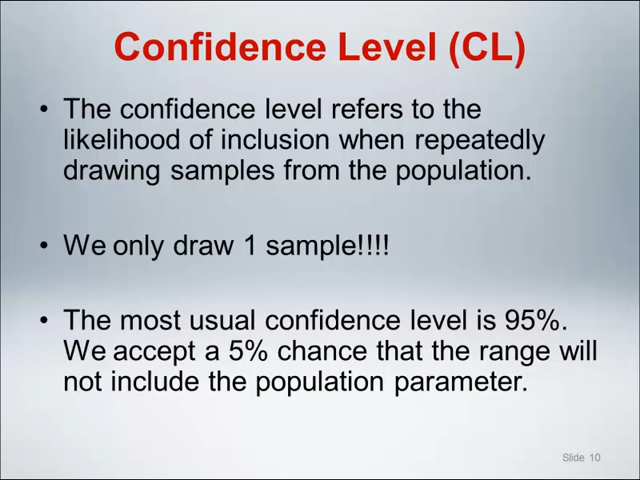 Confidence Level (CL)
• The confidence level refers to the
likelihood of inclusion when repeatedly
drawing samples from the population.
• We only draw 1 sample!!!!
• The most usual confidence level is 95%.
We accept a 5% chance that the range will
not include the population parameter.
Slide 10